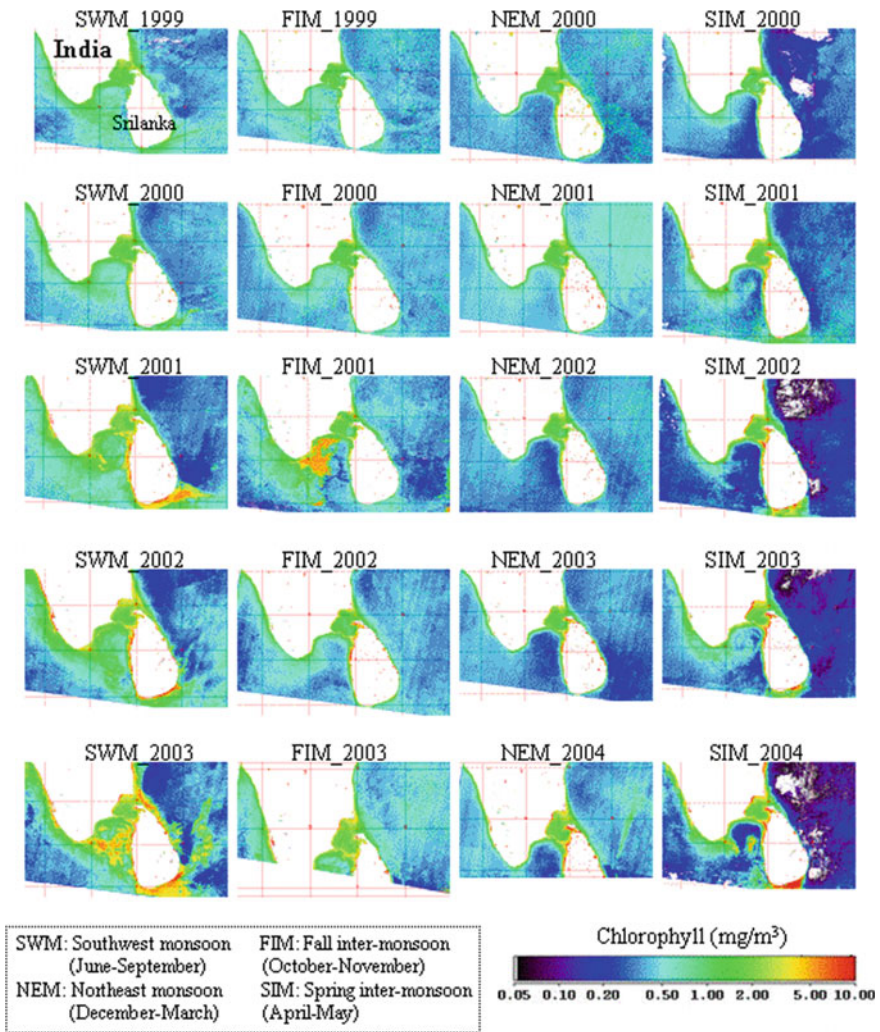 SWM_1999 FIM_1999 NEM_2000 SIM_2000
India
Srilanka
SWM_2000 FIM_2000 NEM_2001 SIM_2001
SWM_2001 FIM_2001 NEM_2002 SIM_2002
SWM_2002 FIM_2002 NEM_2003 SIM_2003
SWM_2003 FIM_2003 NEM_2004 SIM_2004
SWM: Southwest monsoon
(June-September)
NEM: Northeast monsoon
(December-March)
FIM: Fall inter-monsoon
(October-November)
SIM: Spring inter-monsoon
(April-May)
Chlorophyll (mg/m³)
0.05 0.10 0.20 0.50 1.00 2.00 5.00 10.00